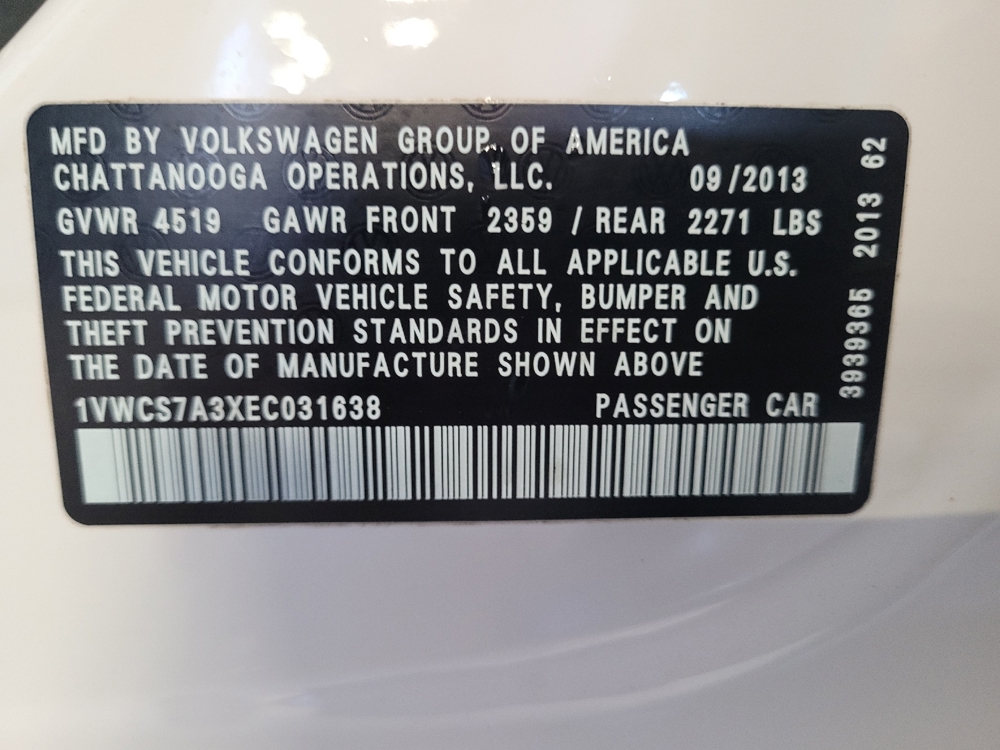 MFD BY VOLKSWAGEN GROUP OF AMERICA
CHATTANOOGA OPERATIONS, LLC. 09/2013
GVWR 4519 GAWR FRONT 2359 / REAR 2271 LBS
THIS VEHICLE CONFORMS TO ALL APPLICABLE U.S.
FEDERAL MOTOR VEHICLE SAFETY, BUMPER AND
THEFT PREVENTION STANDARDS IN EFFECT ON
THE DATE OF MANUFACTURE SHOWN ABOVE
1VWCS7A3XEC031638 PASSENGER CAR
3939365 2013 62